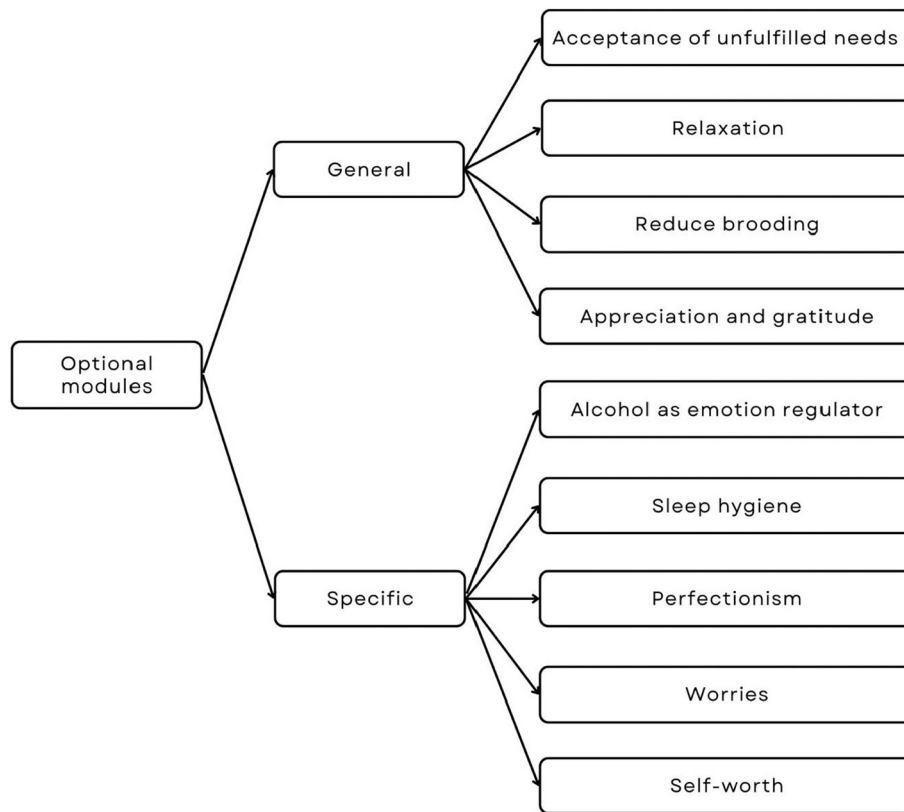 Acceptance of unfulfilled needs
Relaxation
General
Reduce brooding
Appreciation and gratitude
Optional
modules
Alcohol as emotion regulator
Sleep hygiene
Specific
Perfectionism
Worries
Self-worth